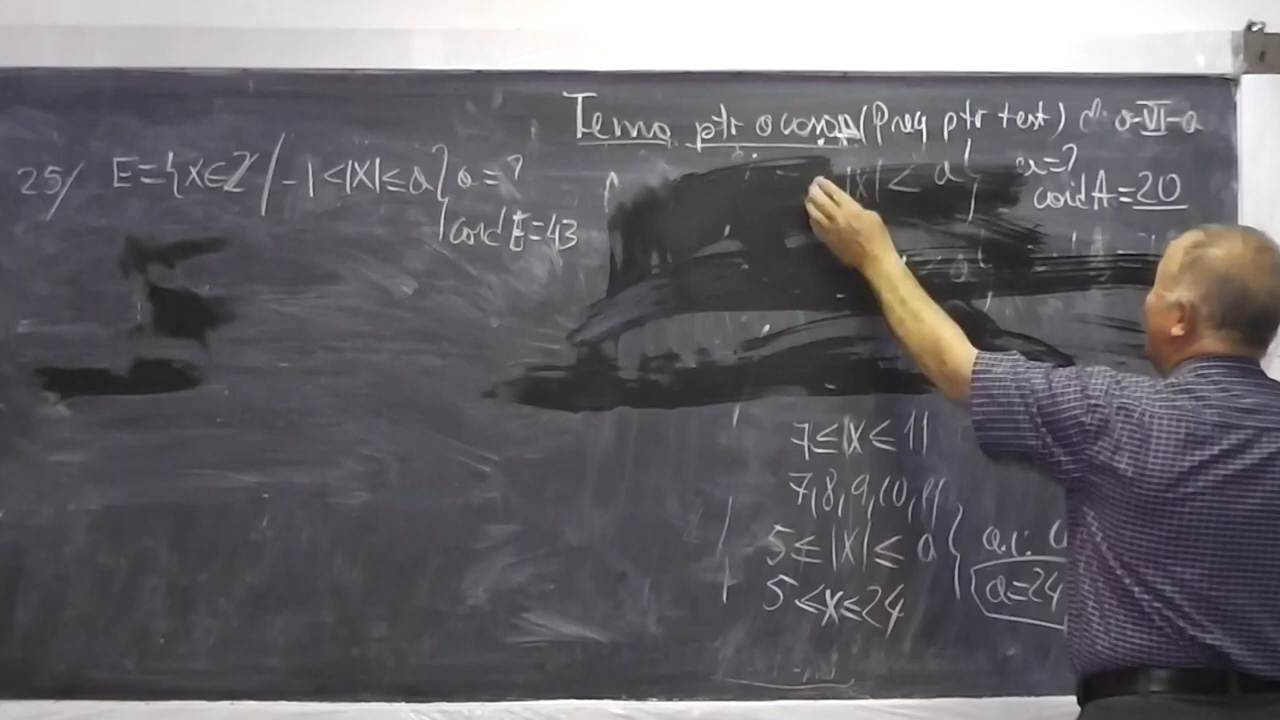 Tema ptr acasa (Preg ptr test) cl. a-VI-a
25/ E={x∈Z/-1<|x|≤a} a=?
card E=43
|x|≤a} a=?
card A=20
7≤|x≤11
7,8,9,10,11
5≤|x|≤a}
5<x≤24
a=24